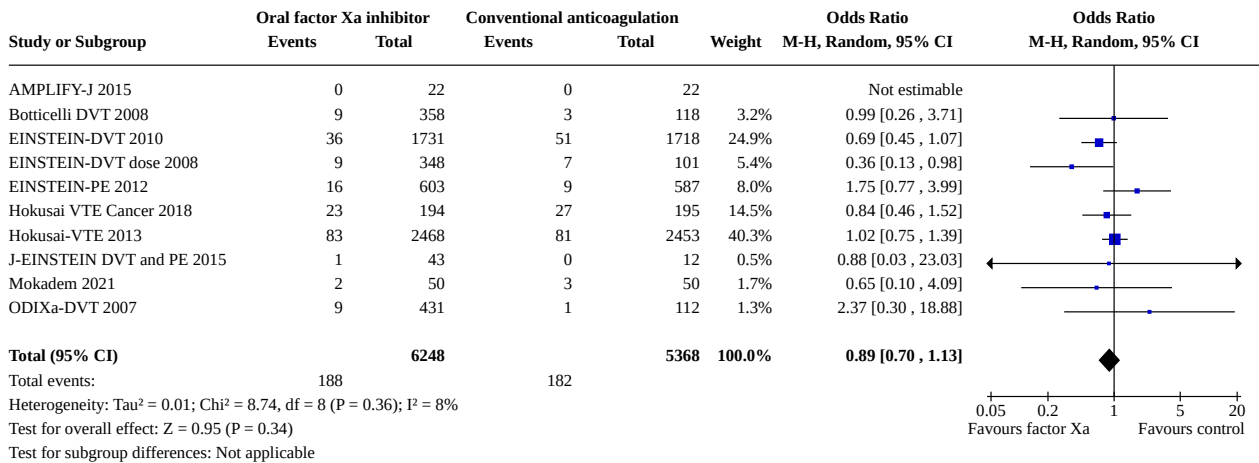 Oral factor Xa inhibitor Conventional anticoagulation Odds Ratio Odds Ratio
Study or Subgroup Events Total Events Total Weight M-H, Random, 95% CI M-H, Random, 95% CI
AMPLIFY-J 2015 0 22 0 22 Not estimable
Botticelli DVT 2008 9 358 3 118 3.2% 0.99 [0.26 , 3.71]
EINSTEIN-DVT 2010 36 1731 51 1718 24.9% 0.69 [0.45 , 1.07]
EINSTEIN-DVT dose 2008 9 348 7 101 5.4% 0.36 [0.13 , 0.98]
EINSTEIN-PE 2012 16 603 9 587 8.0% 1.75 [0.77 , 3.99]
Hokusai VTE Cancer 2018 23 194 27 195 14.5% 0.84 [0.46 , 1.52]
Hokusai-VTE 2013 83 2468 81 2453 40.3% 1.02 [0.75 , 1.39]
J-EINSTEIN DVT and PE 2015 1 43 0 12 0.5% 0.88 [0.03 , 23.03]
Mokadem 2021 2 50 3 50 1.7% 0.65 [0.10 , 4.09]
ODIXa-DVT 2007 9 431 1 112 1.3% 2.37 [0.30 , 18.88]
Total (95% CI) 6248 5368 100.0% 0.89 [0.70 , 1.13]
Total events: 188 182
Heterogeneity: Tau² = 0.01; Chi² = 8.74, df = 8 (P = 0.36); I² = 8%
Test for overall effect: Z = 0.95 (P = 0.34)
Test for subgroup differences: Not applicable
0.05 0.2 1 5 20
Favours factor Xa Favours control